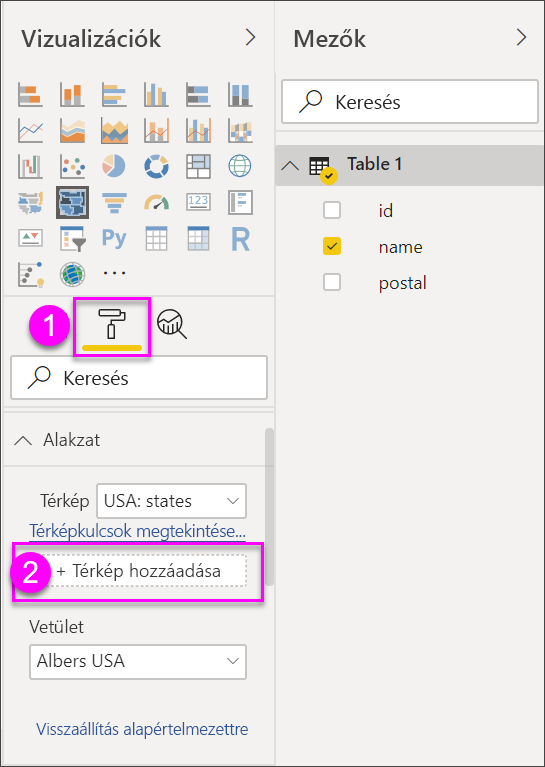 Vizualizációk
123
Py
R
1
Keresés
Alakzat
Térkép
USA: states
Térképkulcsok megtekintése...
2
+ Térkép hozzáadása
Vetület
Albers USA
Visszaállítás alapértelmezettre
Mezők
Keresés
Table 1
id
name
postal